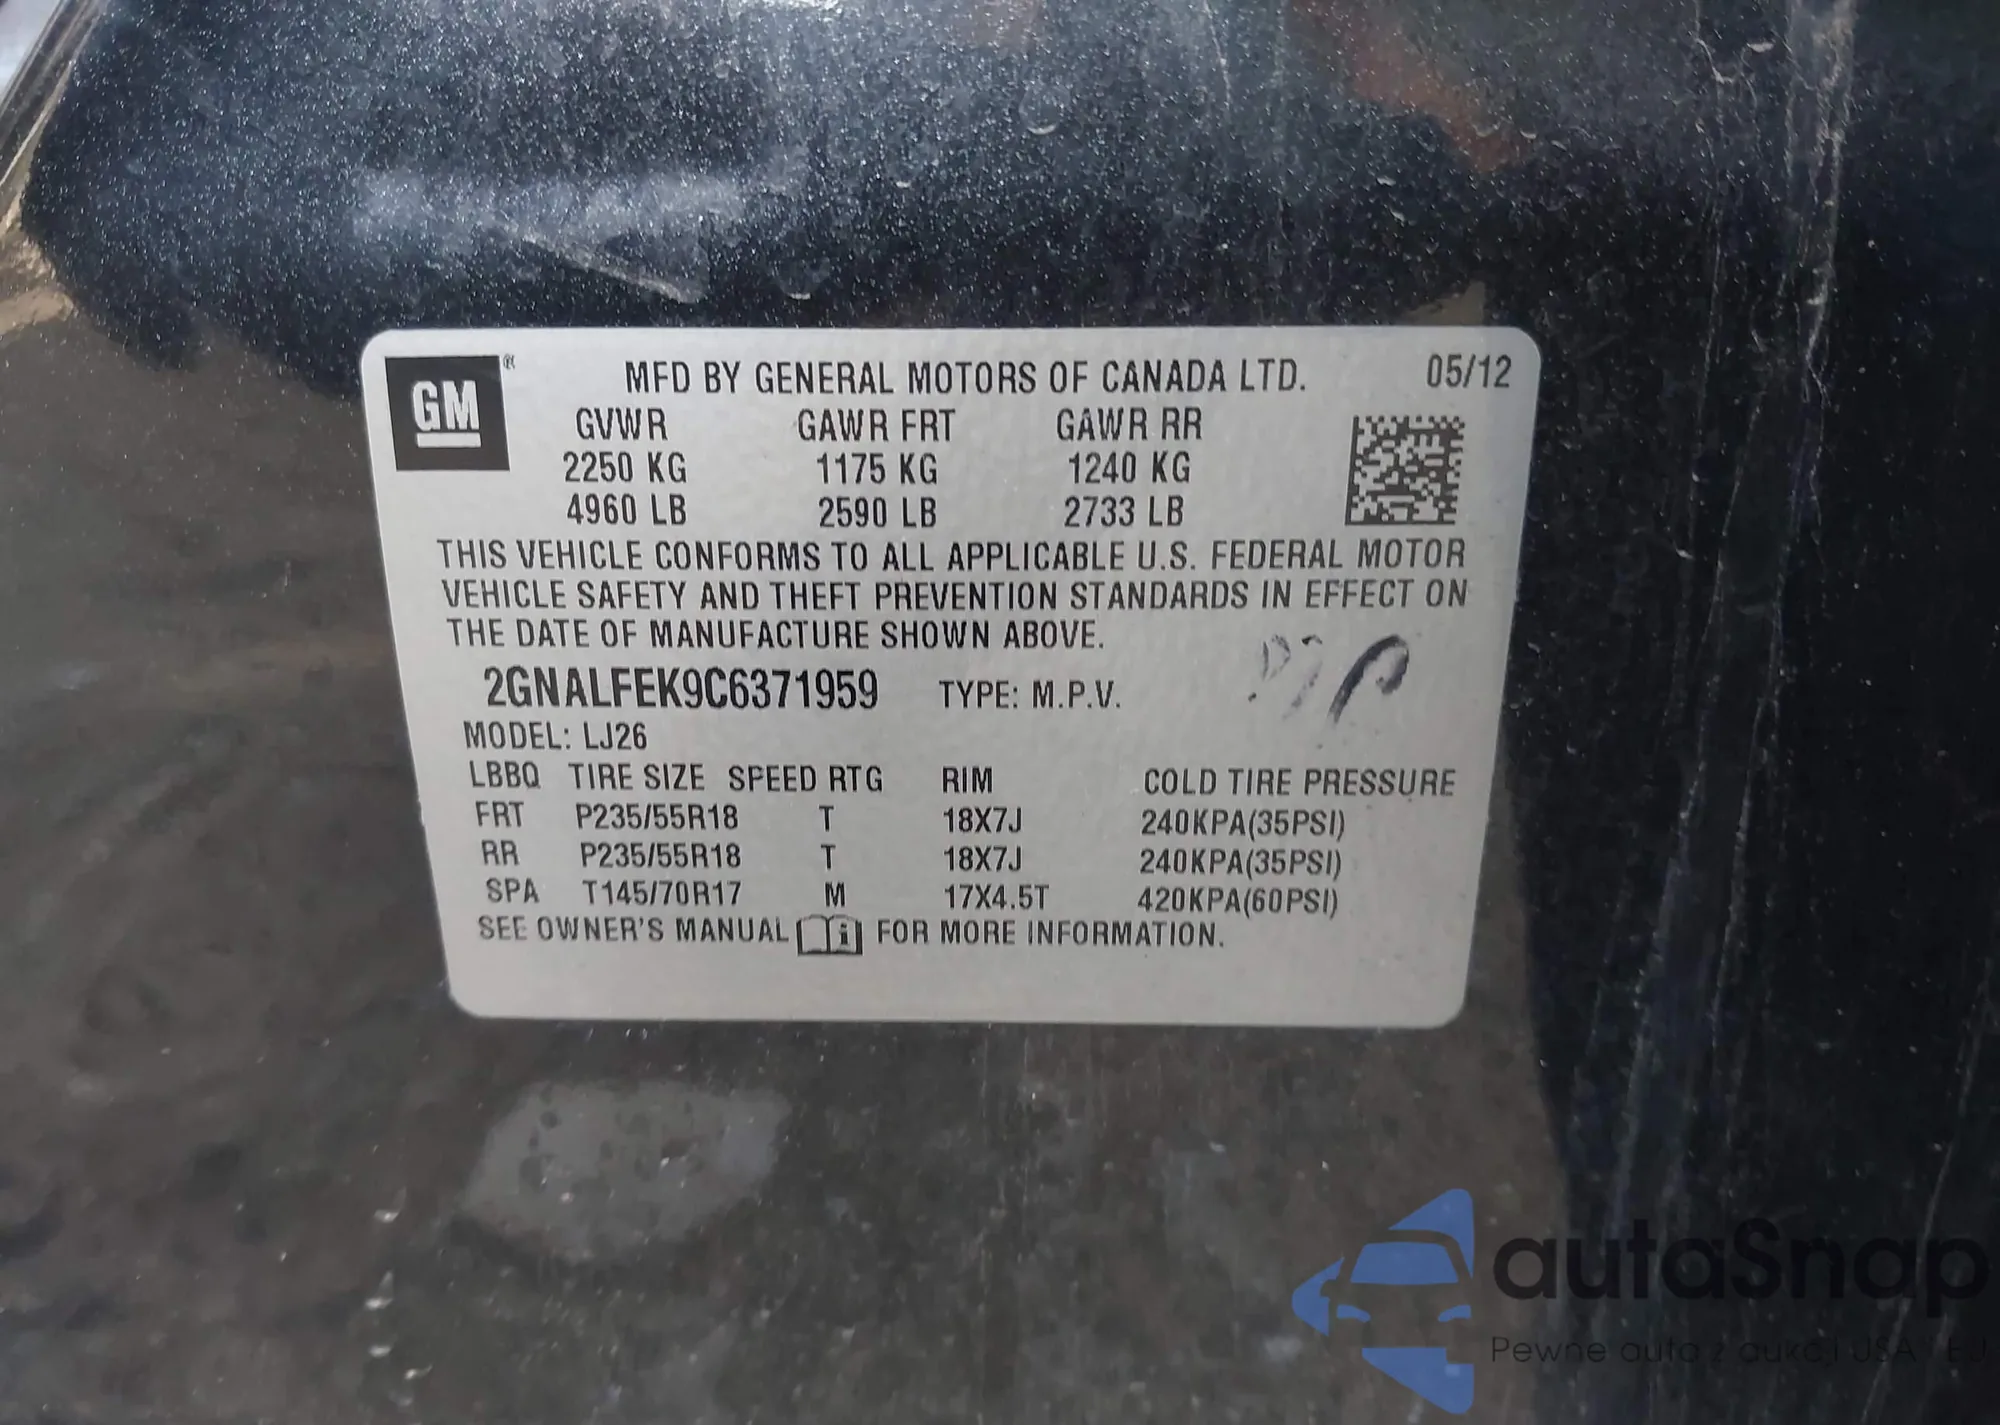 GM®
MFD BY GENERAL MOTORS OF CANADA LTD. 05/12
GVWR GAWR FRT GAWR RR
2250 KG 1175 KG 1240 KG
4960 LB 2590 LB 2733 LB
THIS VEHICLE CONFORMS TO ALL APPLICABLE U.S. FEDERAL MOTOR
VEHICLE SAFETY AND THEFT PREVENTION STANDARDS IN EFFECT ON
THE DATE OF MANUFACTURE SHOWN ABOVE.
2GNALFEK9C6371959 TYPE: M.P.V.
MODEL: LJ26
LBBQ TIRE SIZE SPEED RTG RIM COLD TIRE PRESSURE
FRT P235/55R18 T 18X7J 240KPA(35PSI)
RR P235/55R18 T 18X7J 240KPA(35PSI)
SPA T145/70R17 M 17X4.5T 420KPA(60PSI)
SEE OWNER'S MANUAL FOR MORE INFORMATION.
autaSnap
Pewne auta z aukcji USA